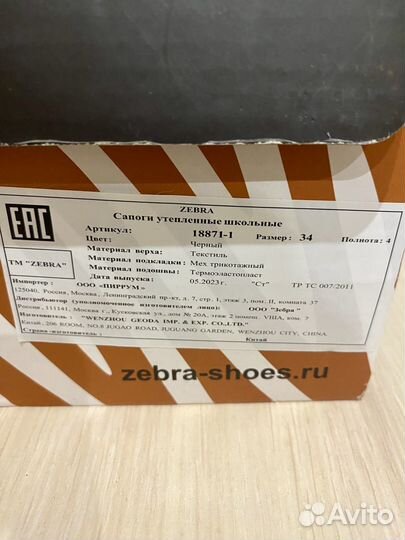 ZEBRA
Сапоги утепленные школьные
Артикул: 18871-1 Размер: 34 Полнота: 4
Цвет: Черный
Материал верха: Текстиль
Материал подкладки: Мех трикотажный
Материал подошвы: Термоэластопласт
Дата выпуска: 05.2023 г. "Ст" ТР ТС 007/2011
EAC
ТМ "ZEBRA"
Импортер: ООО «ПИРРУМ»
125040, Россия, Москва, Ленинградский пр-кт, д. 7, стр. 1, этаж 3, пом. II, комната 37
Дистрибьютор (уполномоченное изготовителем лицо): ООО "Зебра"
Россия, 111141, Москва г., Кусковская ул., дом № 20А, этаж 2 помещ. VIIIА, ком. 7
Изготовитель: "WENZHOU GEODA IMP. & EXP. CO.,LTD."
Китай, 206 ROOM, NO.8 JUGAO ROAD, JUGUANG GARDEN, WENZHOU CITY, CHINA.
Страна-изготовитель: Китай
zebra-shoes.ru
Avito